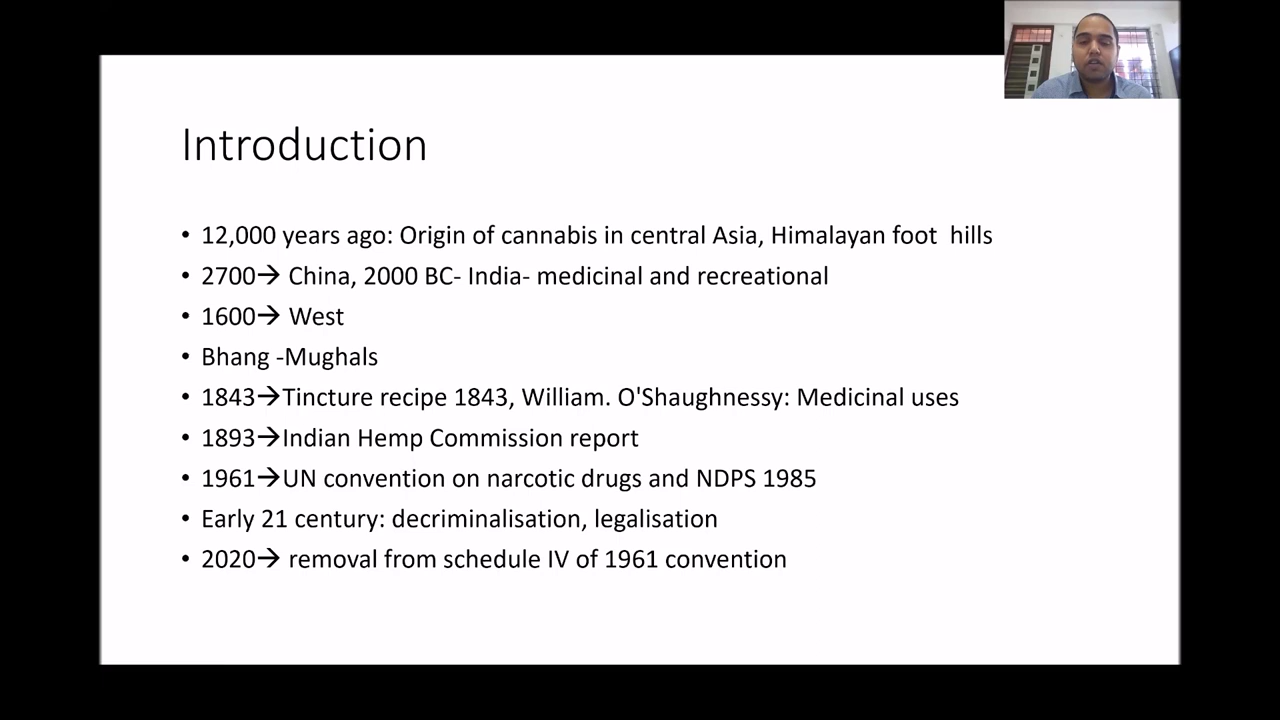 Introduction
• 12,000 years ago: Origin of cannabis in central Asia, Himalayan foot  hills
• 2700→ China, 2000 BC- India- medicinal and recreational
• 1600→ West
• Bhang -Mughals
• 1843→Tincture recipe 1843, William. O'Shaughnessy: Medicinal uses
• 1893→Indian Hemp Commission report
• 1961→UN convention on narcotic drugs and NDPS 1985
• Early 21 century: decriminalisation, legalisation
• 2020→ removal from schedule IV of 1961 convention